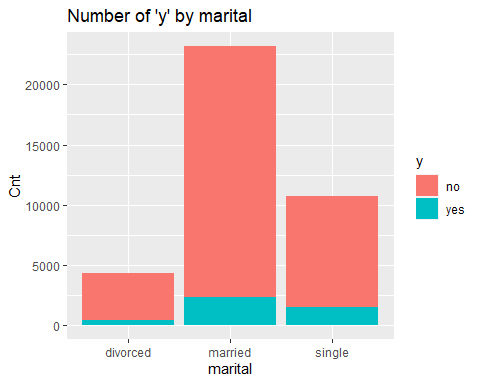 Number of 'y' by marital
Cnt
20000
15000
10000
5000
0
divorced married single
marital
y
no
yes